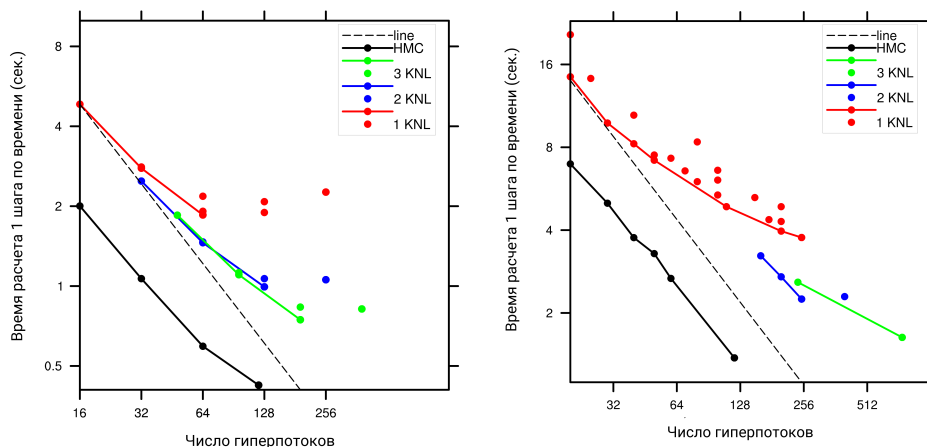 Время расчета 1 шага по времени (сек.)
8
4
2
1
0.5
16
32
64
128
256
Число гиперпотоков
line
HMC
3 KNL
2 KNL
1 KNL
Время расчета 1 шага по времени (сек.)
16
8
4
2
32
64
128
256
512
Число гиперпотоков
line
HMC
3 KNL
2 KNL
1 KNL